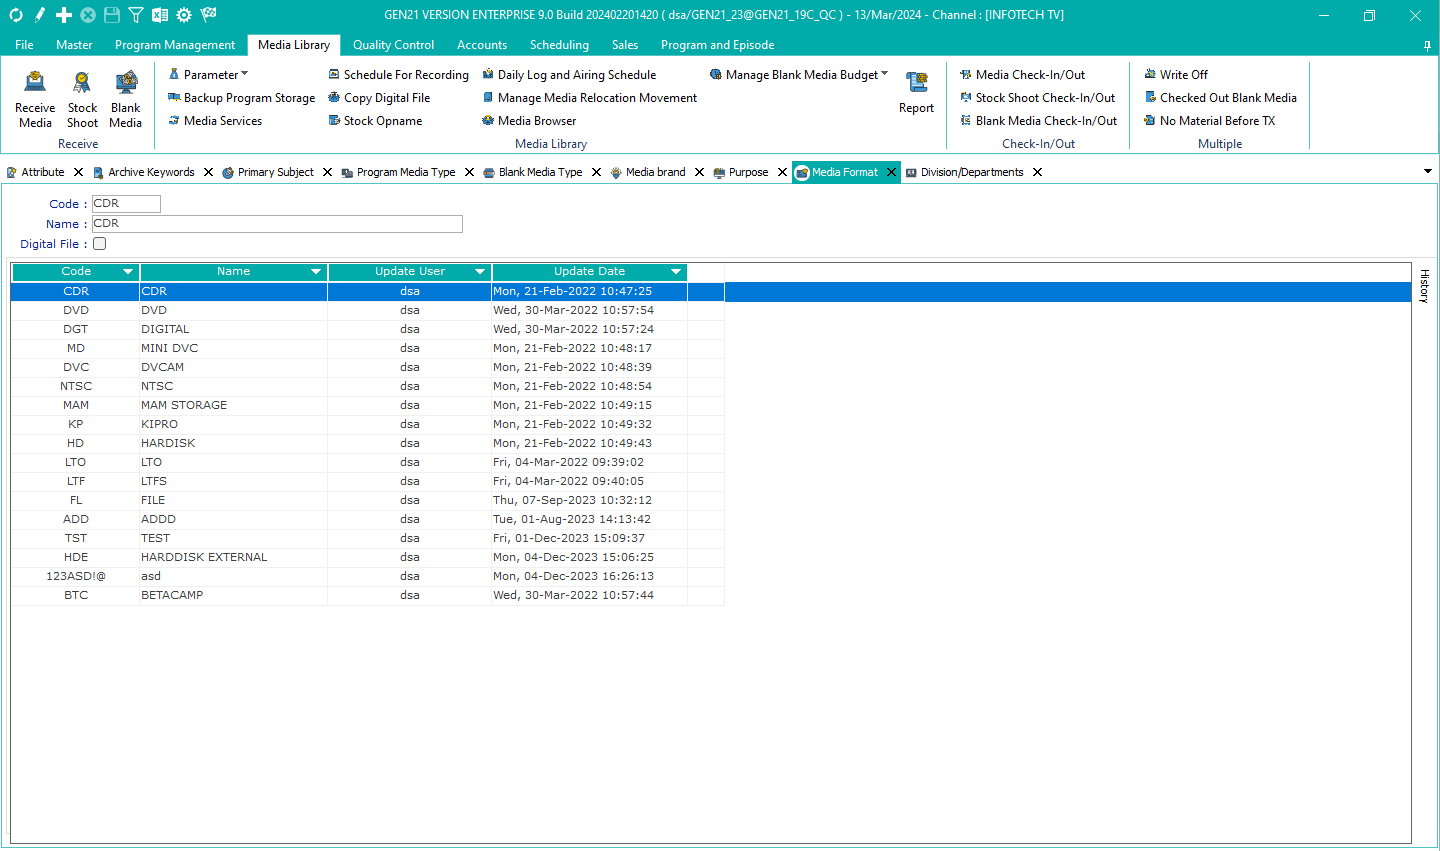 GEN21 VERSION ENTERPRISE 9.0 Build 202402201420 ( dsa/GEN21_23@GEN21_19C_QC ) - 13/Mar/2024 - Channel : [INFOTECH TV]
File Master Program Management Media Library Quality Control Accounts Scheduling Sales Program and Episode
Receive Media
Stock Shoot
Blank Media
Receive
Parameter
Backup Program Storage
Media Services
Schedule For Recording
Copy Digital File
Stock Opname
Daily Log and Airing Schedule
Manage Media Relocation Movement
Media Browser
Manage Blank Media Budget
Report
Media Library
Media Check-In/Out
Stock Shoot Check-In/Out
Blank Media Check-In/Out
Check-In/Out
Write Off
Checked Out Blank Media
No Material Before TX
Multiple
Attribute Archive Keywords Primary Subject Program Media Type Blank Media Type Media brand Purpose Media Format Division/Departments
Code : CDR
Name : CDR
Digital File :
Code Name Update User Update Date
CDR CDR dsa Mon, 21-Feb-2022 10:47:25
DVD DVD dsa Wed, 30-Mar-2022 10:57:54
DGT DIGITAL dsa Wed, 30-Mar-2022 10:57:24
MD MINI DVC dsa Mon, 21-Feb-2022 10:48:17
DVC DVCAM dsa Mon, 21-Feb-2022 10:48:39
NTSC NTSC dsa Mon, 21-Feb-2022 10:48:54
MAM MAM STORAGE dsa Mon, 21-Feb-2022 10:49:15
KP KIPRO dsa Mon, 21-Feb-2022 10:49:32
HD HARDISK dsa Mon, 21-Feb-2022 10:49:43
LTO LTO dsa Fri, 04-Mar-2022 09:39:02
LTF LTFS dsa Fri, 04-Mar-2022 09:40:05
FL FILE dsa Thu, 07-Sep-2023 10:32:12
ADD ADDD dsa Tue, 01-Aug-2023 14:13:42
TST TEST dsa Fri, 01-Dec-2023 15:09:37
HDE HARDDISK EXTERNAL dsa Mon, 04-Dec-2023 15:06:25
123ASD!@ asd dsa Mon, 04-Dec-2023 16:26:13
BTC BETACAMP dsa Wed, 30-Mar-2022 10:57:44
History